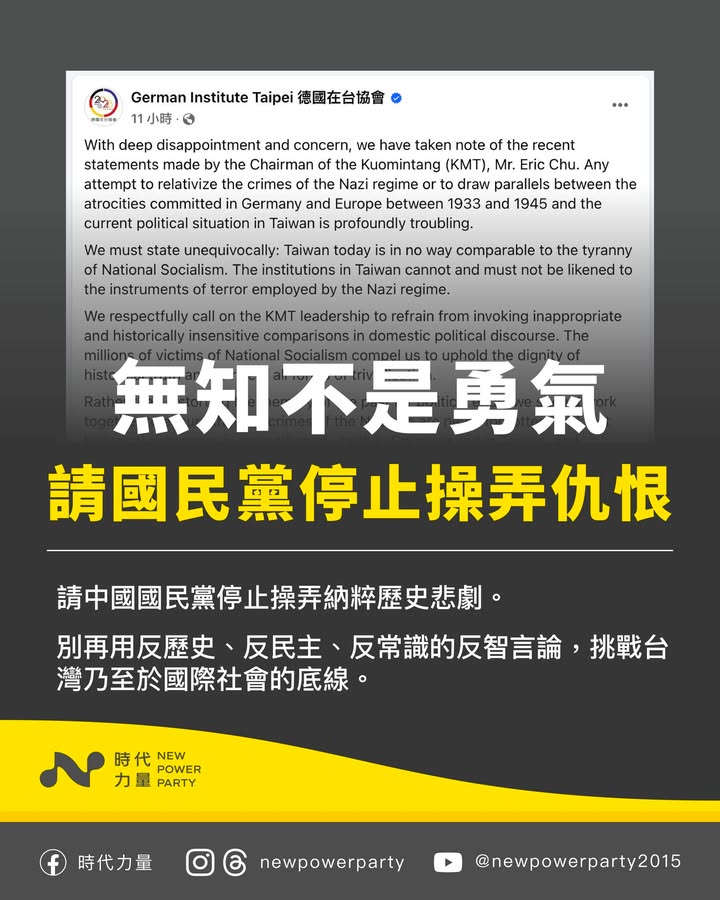 German Institute Taipei 德國在台協會
11 小時 ·
With deep disappointment and concern, we have taken note of the recent
statements made by the Chairman of the Kuomintang (KMT), Mr. Eric Chu. Any
attempt to relativize the crimes of the Nazi regime or to draw parallels between the
atrocities committed in Germany and Europe between 1933 and 1945 and the
current political situation in Taiwan is profoundly troubling.
We must state unequivocally: Taiwan today is in no way comparable to the tyranny
of National Socialism. The institutions in Taiwan cannot and must not be likened to
the instruments of terror employed by the Nazi regime.
We respectfully call on the KMT leadership to refrain from invoking inappropriate
and historically insensitive comparisons in domestic political discourse. The
millions of victims of National Socialism compel us to uphold the dignity of
無知不是勇氣
請國民黨停止操弄仇恨
請中國國民黨停止操弄納粹歷史悲劇。
別再用反歷史、反民主、反常識的反智言論，挑戰台
灣乃至於國際社會的底線。
時代 NEW
力量 POWER
PARTY
時代力量 newpowerparty @newpowerparty2015